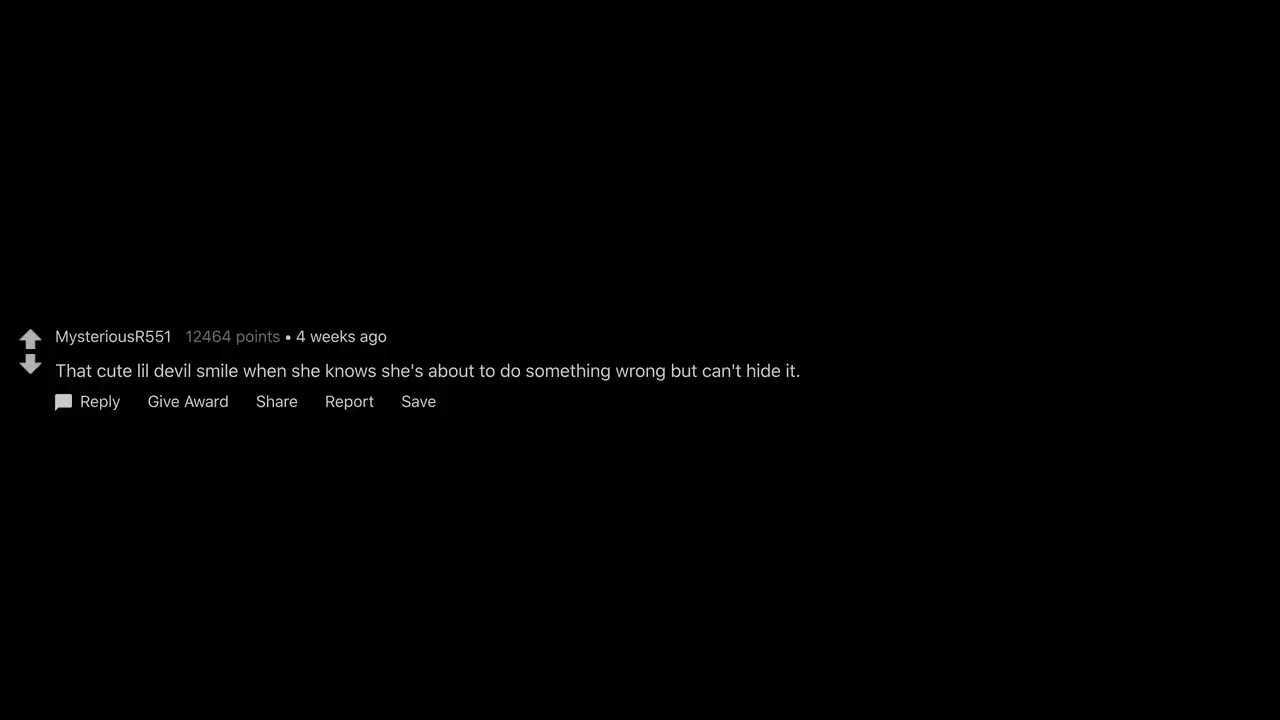 MysteriousR551 12464 points • 4 weeks ago
That cute lil devil smile when she knows she's about to do something wrong but can't hide it.
Reply Give Award Share Report Save